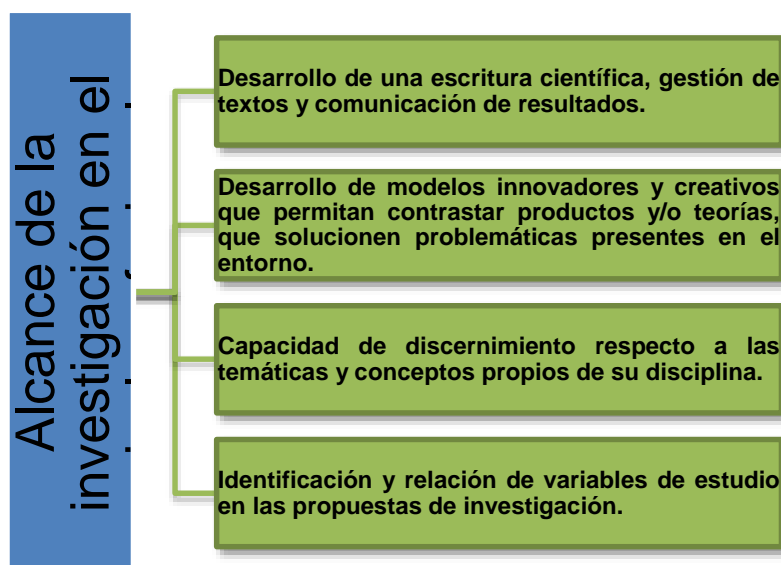 Alcance de la
investigación en el
Desarrollo de una escritura científica, gestión de
textos y comunicación de resultados.
Desarrollo de modelos innovadores y creativos
que permitan contrastar productos y/o teorías,
que solucionen problemáticas presentes en el
entorno.
Capacidad de discernimiento respecto a las
temáticas y conceptos propios de su disciplina.
Identificación y relación de variables de estudio
en las propuestas de investigación.